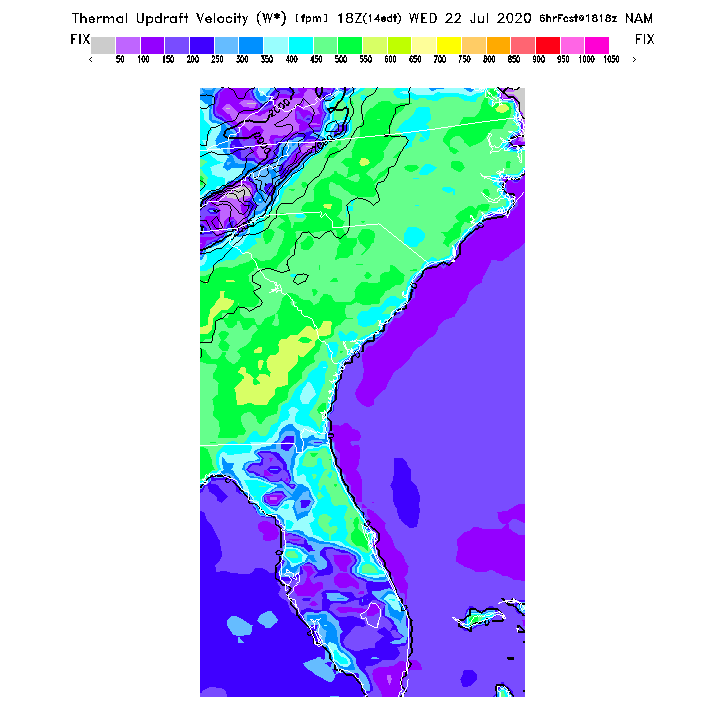 Thermal Updraft Velocity (W*) [fpm] 18Z(14edt) WED 22 Jul 2020 6hrFcst@1818z NAM
FIX FIX
< 50 100 150 200 250 300 350 400 450 500 550 600 650 700 750 800 850 900 950 1000 1050 >
2000